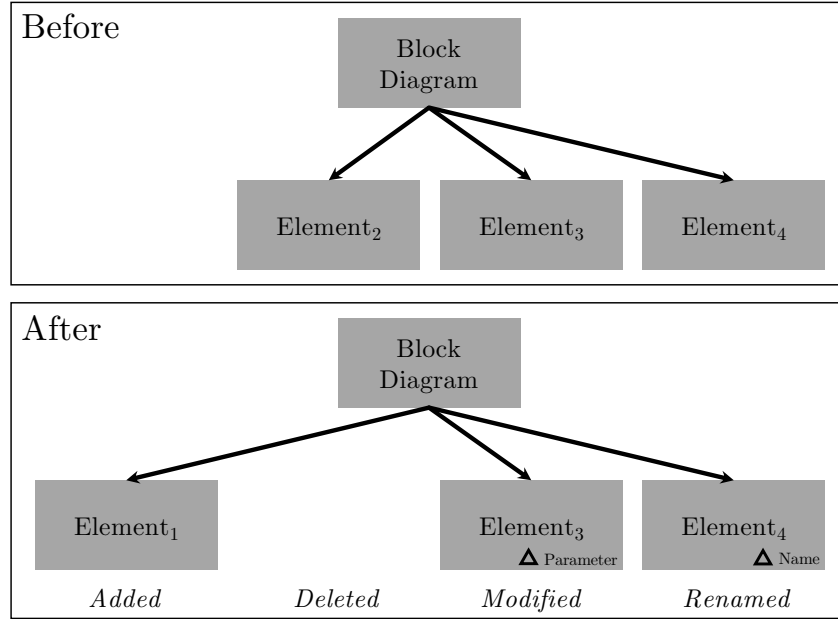 Before
Block
Diagram
Element₂ Element₃ Element₄
After
Block
Diagram
Element₁ Element₃ Element₄
Parameter Name
Added Deleted Modified Renamed